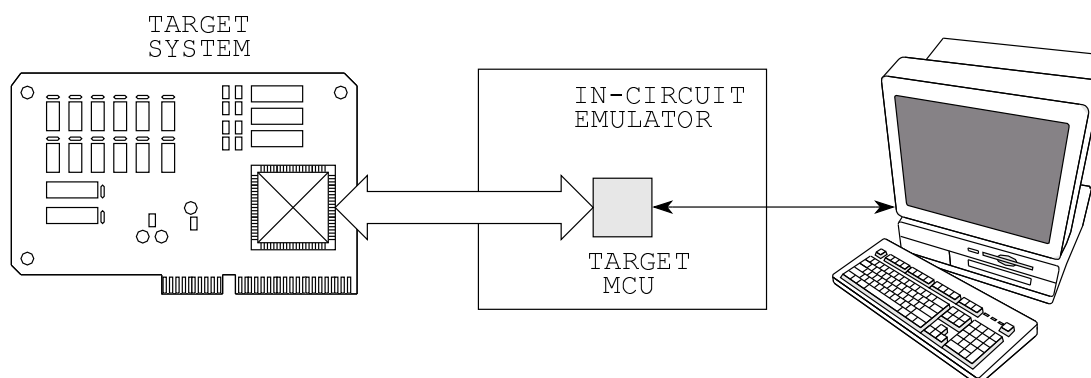 TARGET
SYSTEM
IN-CIRCUIT
EMULATOR
TARGET
MCU